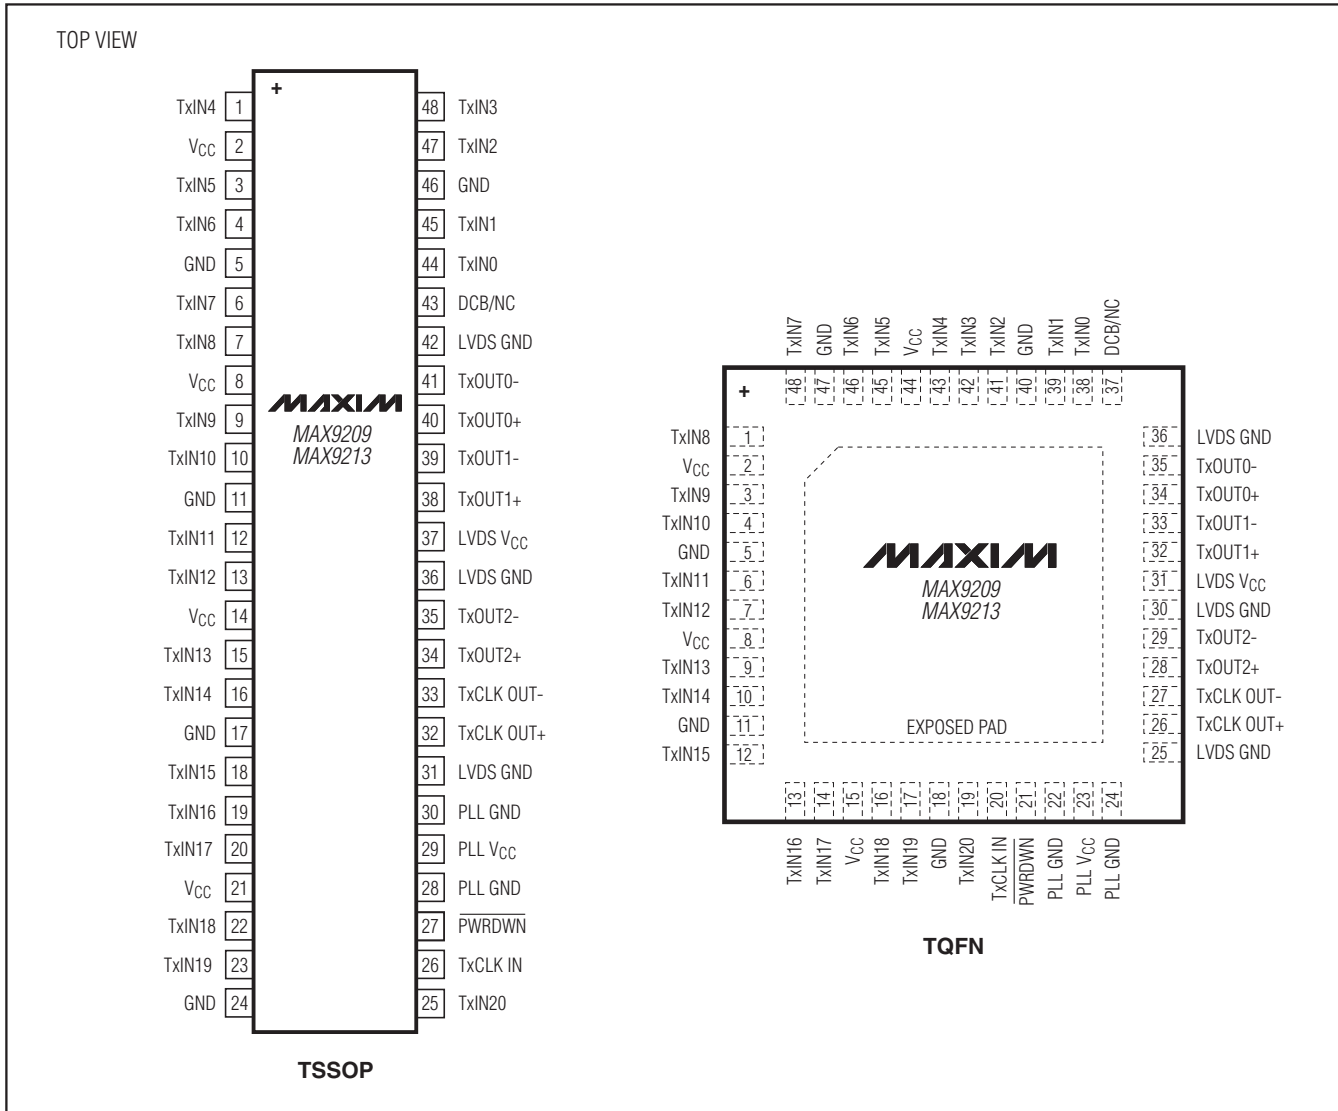 TOP VIEW
+
TxIN4 1 48 TxIN3
VCC 2 47 TxIN2
TxIN5 3 46 GND
TxIN6 4 45 TxIN1
GND 5 44 TxIN0
TxIN7 6 43 DCB/NC
TxIN8 7 42 LVDS GND
VCC 8 41 TxOUT0-
TxIN9 9 40 TxOUT0+
TxIN10 10 39 TxOUT1-
GND 11 38 TxOUT1+
TxIN11 12 37 LVDS VCC
TxIN12 13 36 LVDS GND
VCC 14 35 TxOUT2-
TxIN13 15 34 TxOUT2+
TxIN14 16 33 TxCLK OUT-
GND 17 32 TxCLK OUT+
TxIN15 18 31 LVDS GND
TxIN16 19 30 PLL GND
TxIN17 20 29 PLL VCC
VCC 21 28 PLL GND
TxIN18 22 27 PWRDWN
TxIN19 23 26 TxCLK IN
GND 24 25 TxIN20
MAXIM
MAX9209
MAX9213
TSSOP
TxIN7 GND TxIN6 TxIN5 VCC TxIN4 TxIN3 TxIN2 GND TxIN1 TxIN0 DCB/NC
48 47 46 45 44 43 42 41 40 39 38 37
+
TxIN8 1 36 LVDS GND
VCC 2 35 TxOUT0-
TxIN9 3 34 TxOUT0+
TxIN10 4 33 TxOUT1-
GND 5 32 TxOUT1+
TxIN11 6 31 LVDS VCC
TxIN12 7 30 LVDS GND
VCC 8 29 TxOUT2-
TxIN13 9 28 TxOUT2+
TxIN14 10 27 TxCLK OUT-
GND 11 26 TxCLK OUT+
TxIN15 12 25 LVDS GND
MAXIM
MAX9209
MAX9213
EXPOSED PAD
13 14 15 16 17 18 19 20 21 22 23 24
TxIN16 TxIN17 VCC TxIN18 TxIN19 GND TxIN20 TxCLK IN PWRDWN PLL GND PLL VCC PLL GND
TQFN